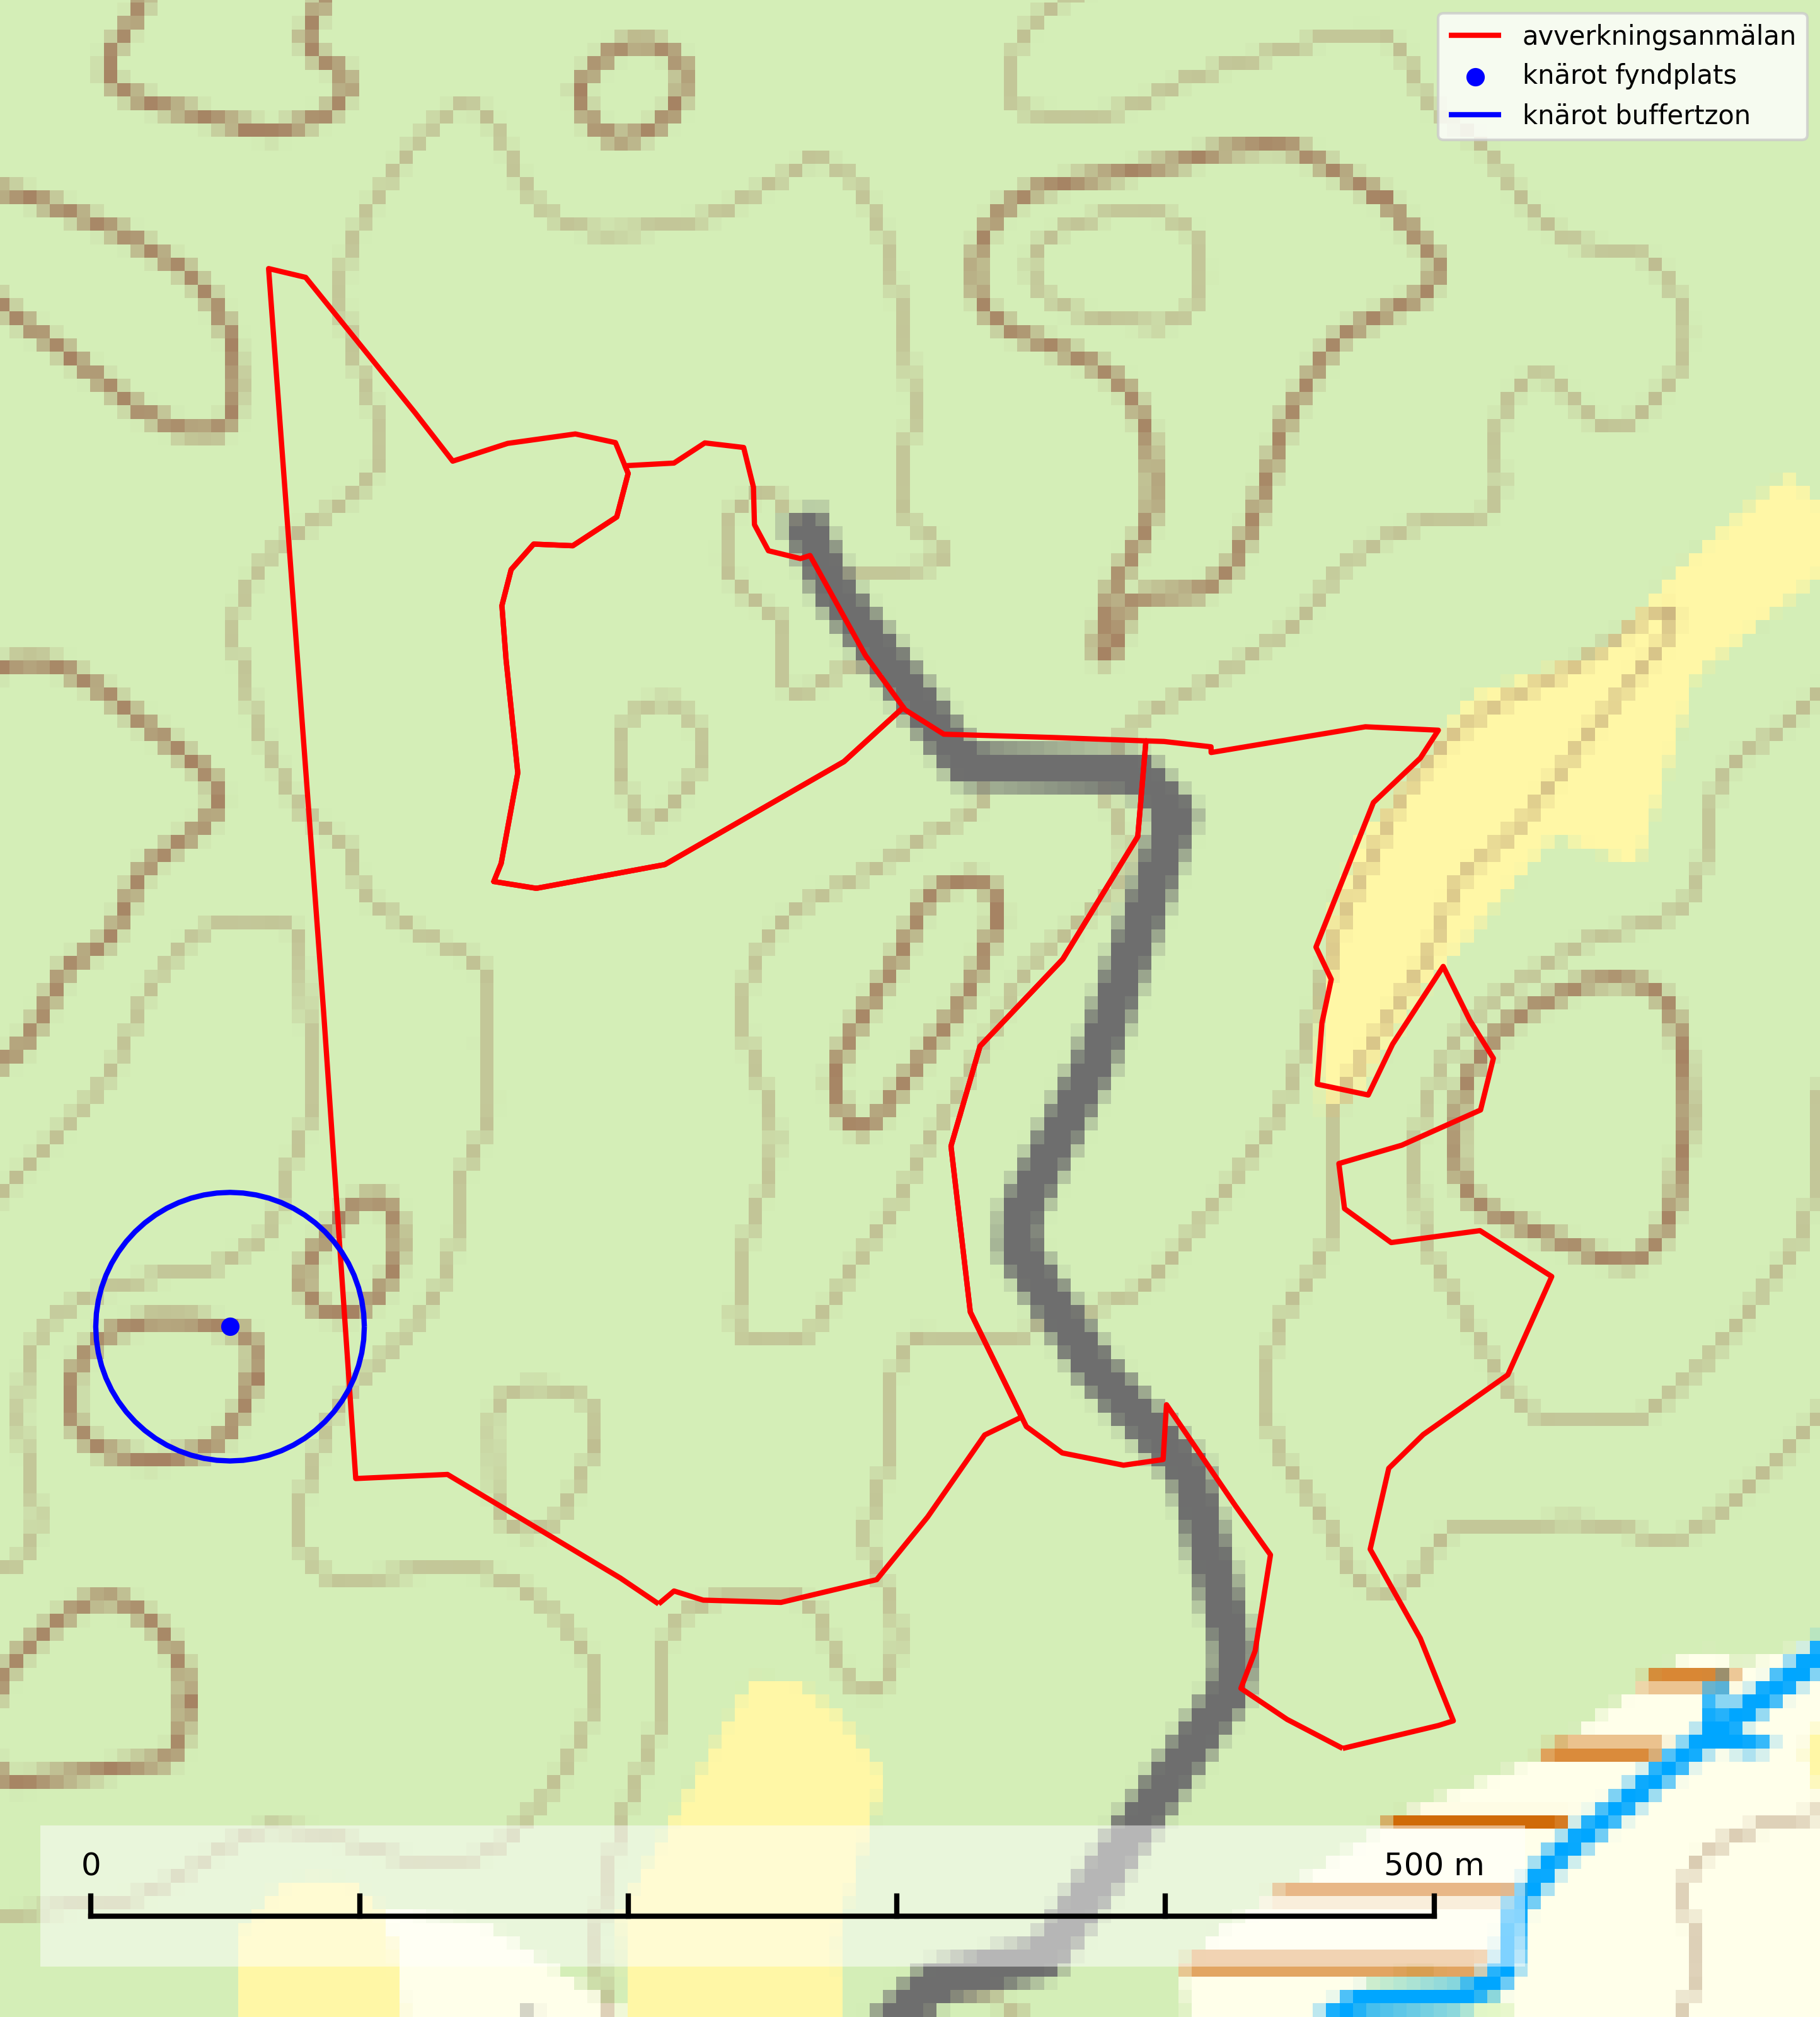 avverkningsanmälan
knärot fyndplats
knärot buffertzon
0 500 m